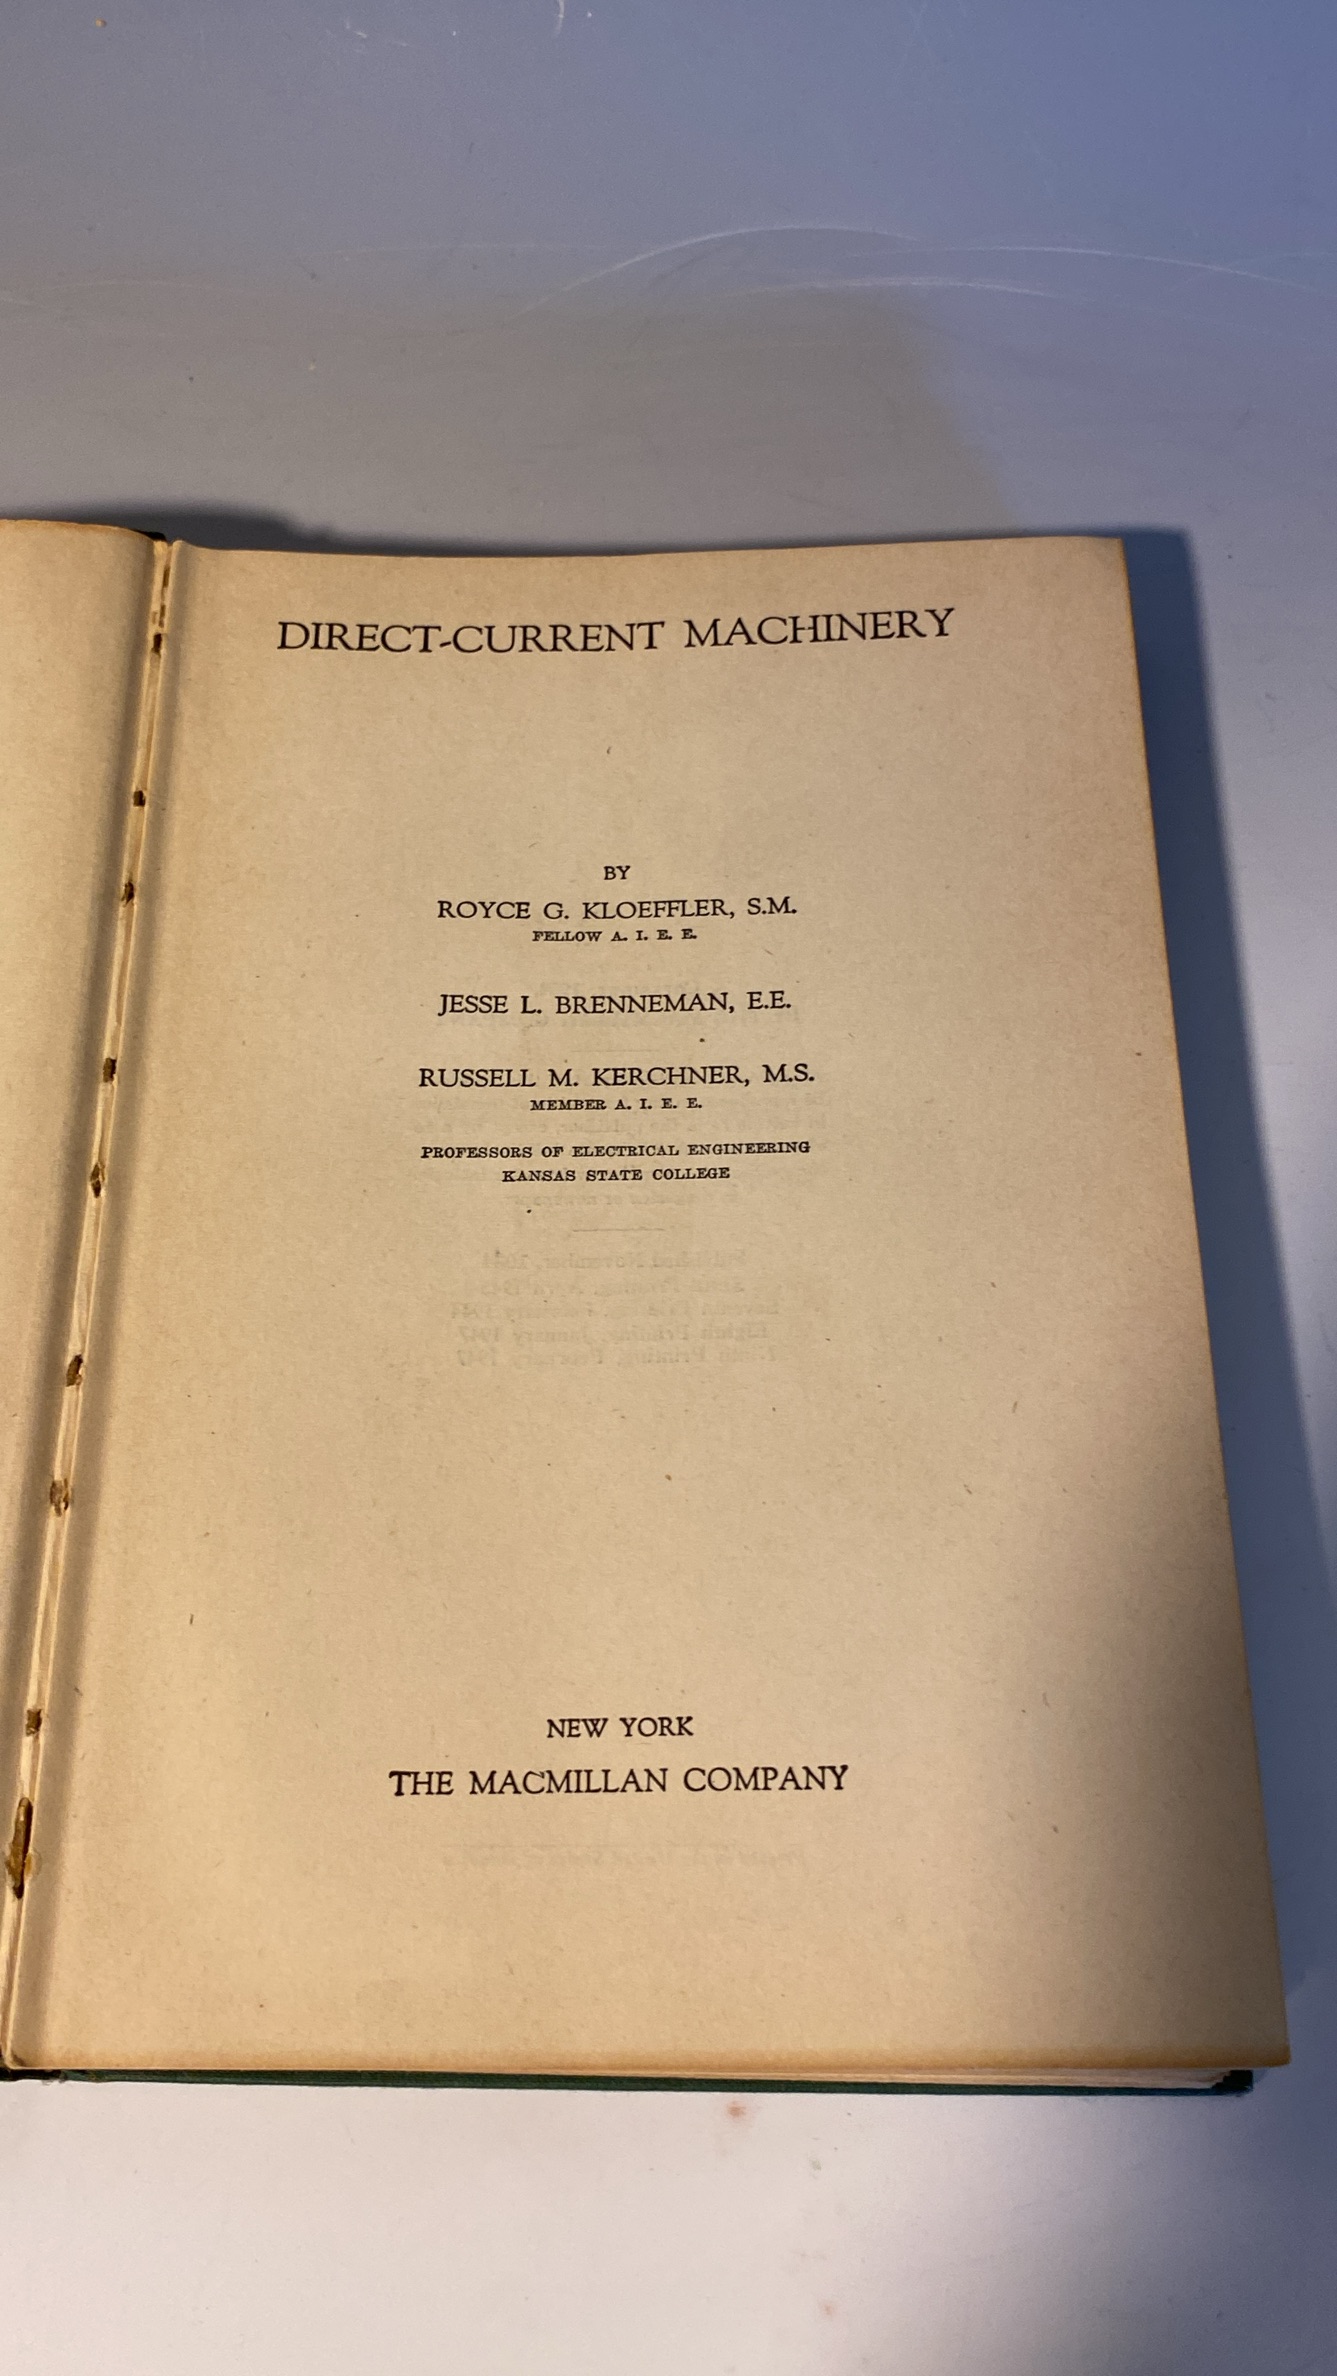 DIRECT-CURRENT MACHINERY
BY
ROYCE G. KLOEFFLER, S.M.
FELLOW A. I. E. E.
JESSE L. BRENNEMAN, E.E.
RUSSELL M. KERCHNER, M.S.
MEMBER A. I. E. E.
PROFESSORS OF ELECTRICAL ENGINEERING
KANSAS STATE COLLEGE
NEW YORK
THE MACMILLAN COMPANY